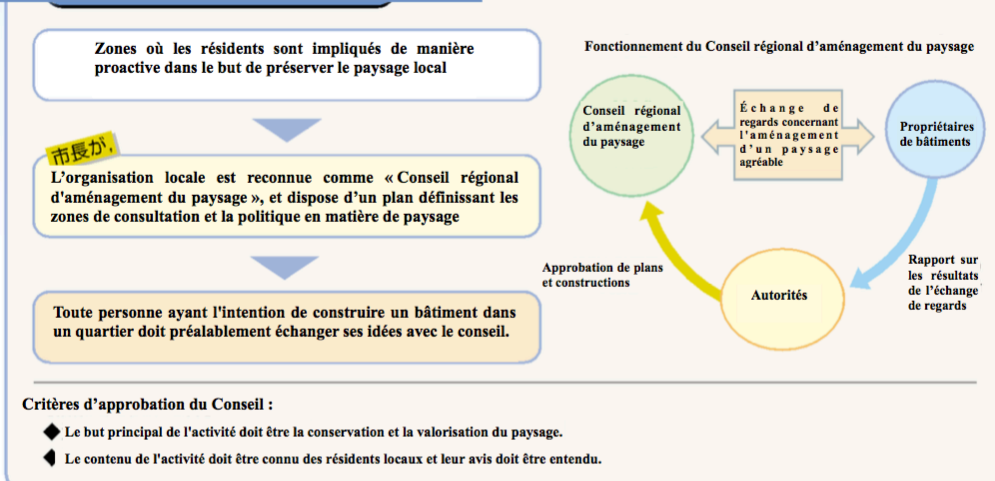 Zones où les résidents sont impliqués de manière
proactive dans le but de préserver le paysage local
市長が,
L'organisation locale est reconnue comme « Conseil régional
d'aménagement du paysage », et dispose d'un plan définissant les
zones de consultation et la politique en matière de paysage
Toute personne ayant l'intention de construire un bâtiment dans
un quartier doit préalablement échanger ses idées avec le conseil.
Fonctionnement du Conseil régional d'aménagement du paysage
Conseil régional
d'aménagement
du paysage
Échange de
regards concernant
l'aménagement
d'un paysage
agréable
Propriétaires
de bâtiments
Approbation de plans
et constructions
Autorités
Rapport sur
les résultats
de l'échange
de regards
Critères d'approbation du Conseil :
Le but principal de l'activité doit être la conservation et la valorisation du paysage.
Le contenu de l'activité doit être connu des résidents locaux et leur avis doit être entendu.